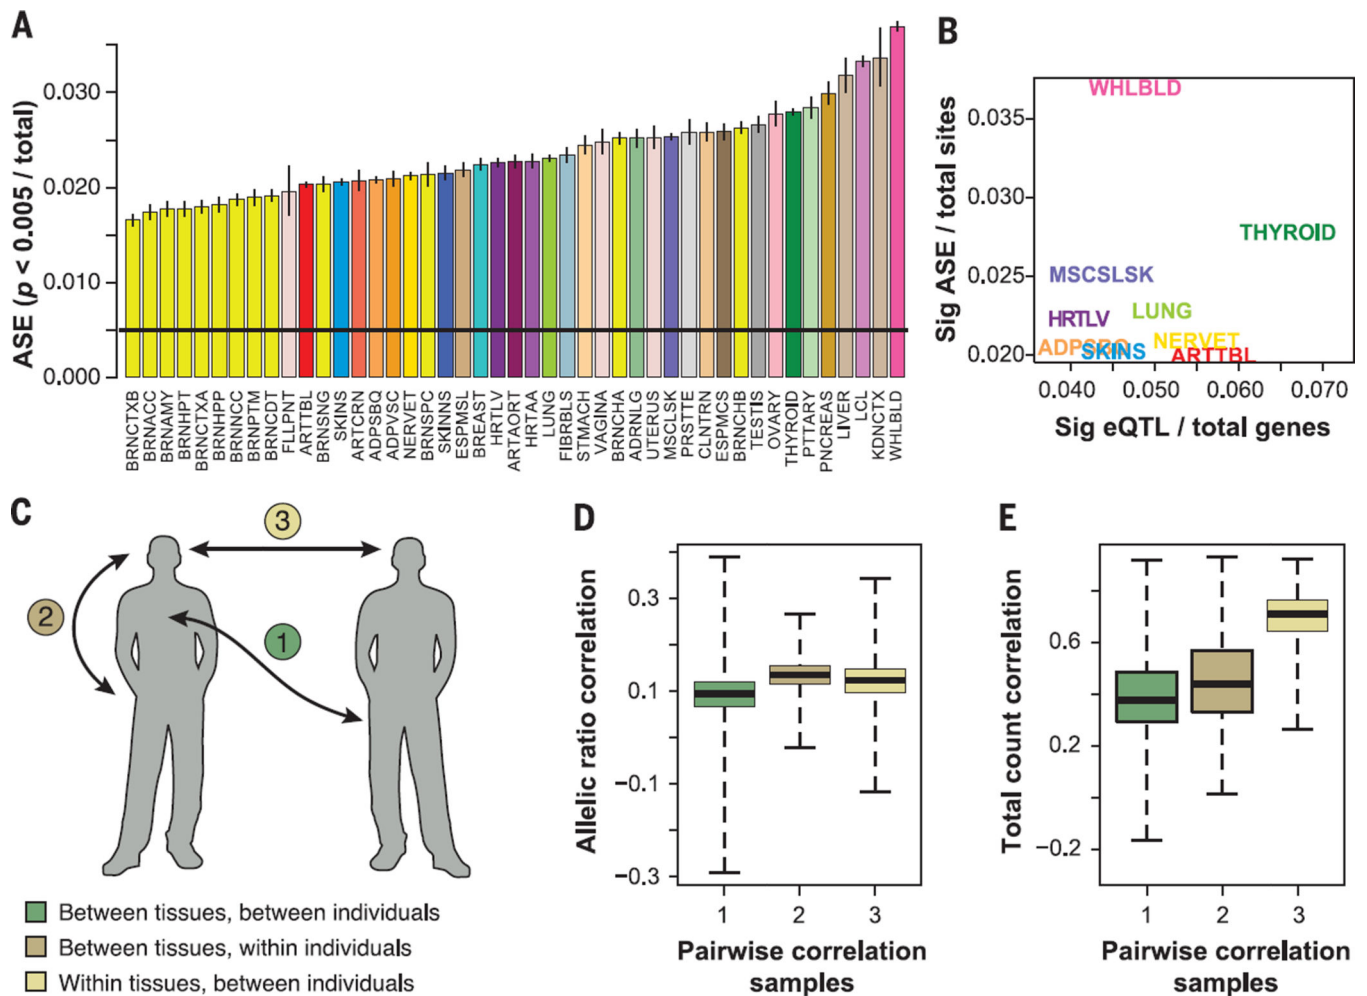 A
ASE (p < 0.005 / total)
0.030
0.020
0.010
0.000
BRNCTXB
BRNACC
BRNAMY
BRNHPT
BRNCTXA
BRNHPP
BRNNCC
BRNPTM
BRNCDT
FLLPNT
ARTTBL
BRNSNG
SKINS
ARTCRN
ADPSBQ
ADPVSC
NERVET
BRNSPC
SKINNS
ESPMSL
BREAST
HRTLV
ARTAORT
HRTAA
LUNG
FIBRBLS
STMACH
VAGINA
BRNCHA
ADRNLG
UTERUS
MSCLSK
PRSTTE
CLNTRN
ESPMCS
BRNCHB
TESTIS
OVARY
THYROID
PTTARY
PNCREAS
LIVER
LCL
KDNCTX
WHLBLD
B
Sig ASE / total sites
0.035
0.030
0.025
0.020
WHLBLD
THYROID
MSCSLSK
LUNG
HRTLV
NERVET
ADPSBQ
SKINS
ARTTBL
0.040
0.050
0.060
0.070
Sig eQTL / total genes
C
3
2
1
Between tissues, between individuals
Between tissues, within individuals
Within tissues, between individuals
D
Allelic ratio correlation
0.3
0.1
−0.1
−0.3
1
2
3
Pairwise correlation
samples
E
Total count correlation
0.6
0.2
−0.2
1
2
3
Pairwise correlation
samples